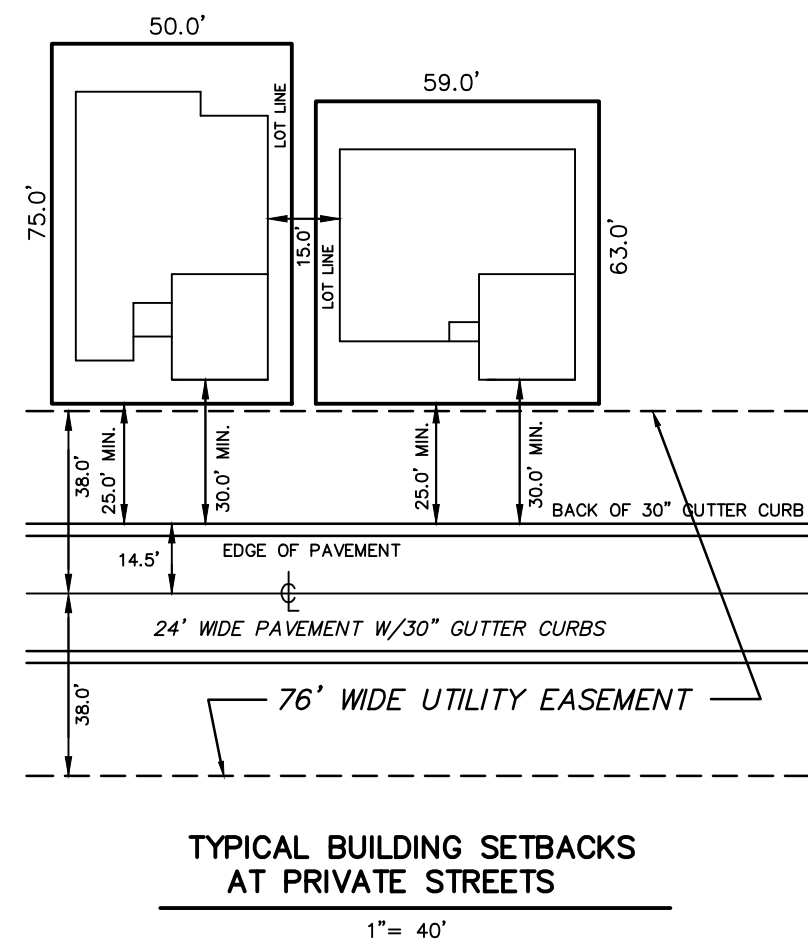 50.0'
59.0'
LOT LINE
75.0'
15.0'
63.0'
LOT LINE
38.0'
25.0' MIN.
30.0' MIN.
25.0' MIN.
30.0' MIN.
BACK OF 30" GUTTER CURB
EDGE OF PAVEMENT
14.5'
℄
24' WIDE PAVEMENT W/30" GUTTER CURBS
38.0'
76' WIDE UTILITY EASEMENT
TYPICAL BUILDING SETBACKS
AT PRIVATE STREETS
1"= 40'